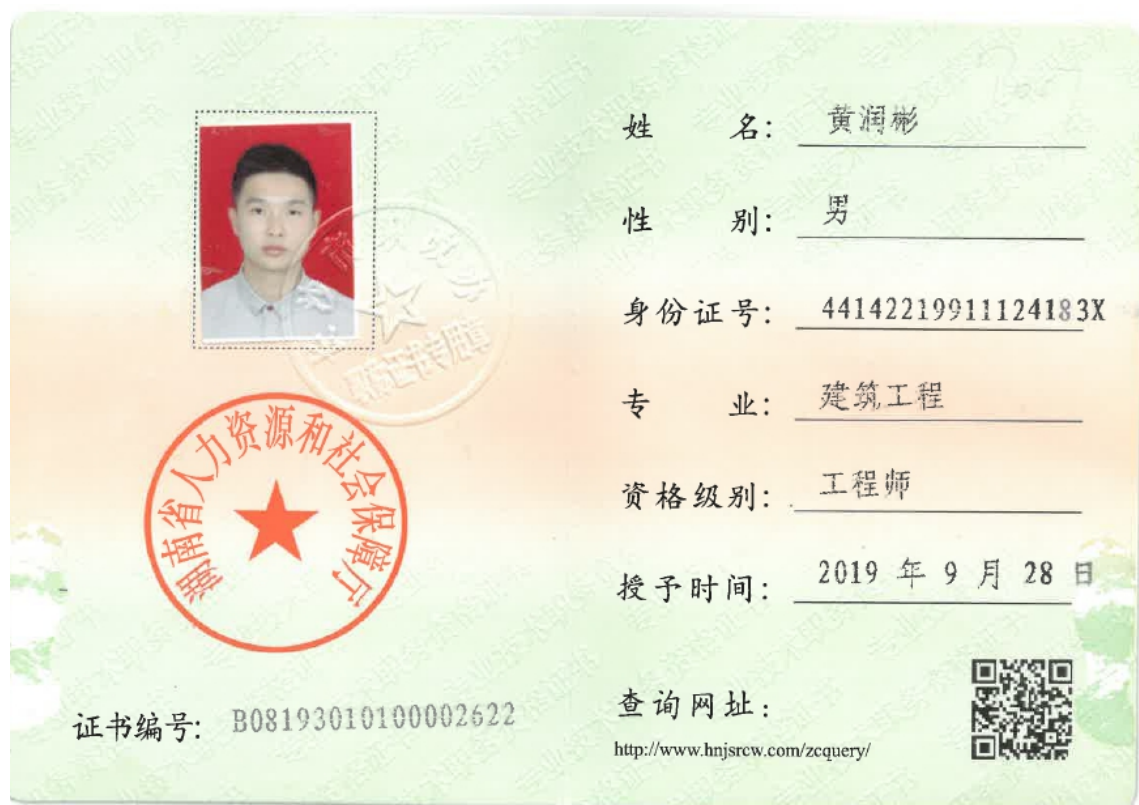 姓名： 黄润彬
性别： 男
身份证号： 44142219911124183X
专业： 建筑工程
资格级别： 工程师
授予时间： 2019 年 9 月 28 日
湖南省人力资源和社会保障厅
证书编号： B08193010100002622
查询网址：
http://www.hnjsrcw.com/zcquery/